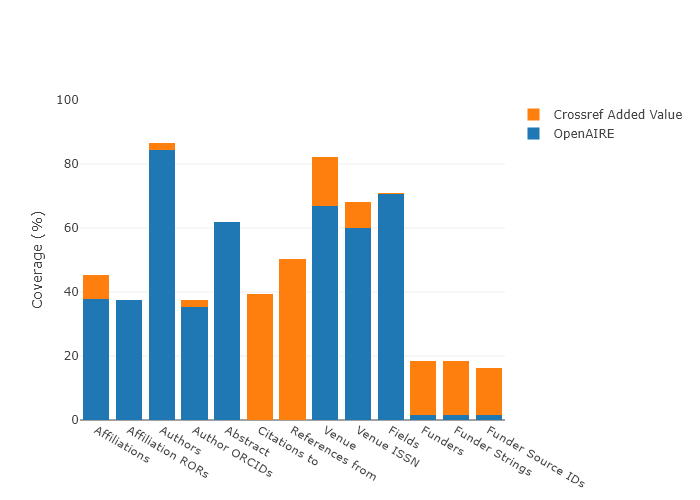 100
80
60
40
20
0
Coverage (%)
Affiliations
Affiliation RORs
Authors
Author ORCIDs
Abstract
Citations to
References from
Venue
Venue ISSN
Fields
Funders
Funder Strings
Funder Source IDs
Crossref Added Value
OpenAIRE